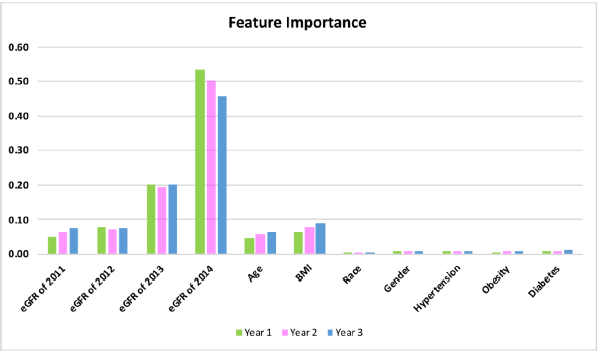 Feature Importance
0.60
0.50
0.40
0.30
0.20
0.10
0.00
eGFR of 2011
eGFR of 2012
eGFR of 2013
eGFR of 2014
Age
BMI
Race
Gender
Hypertension
Obesity
Diabetes
Year 1 Year 2 Year 3